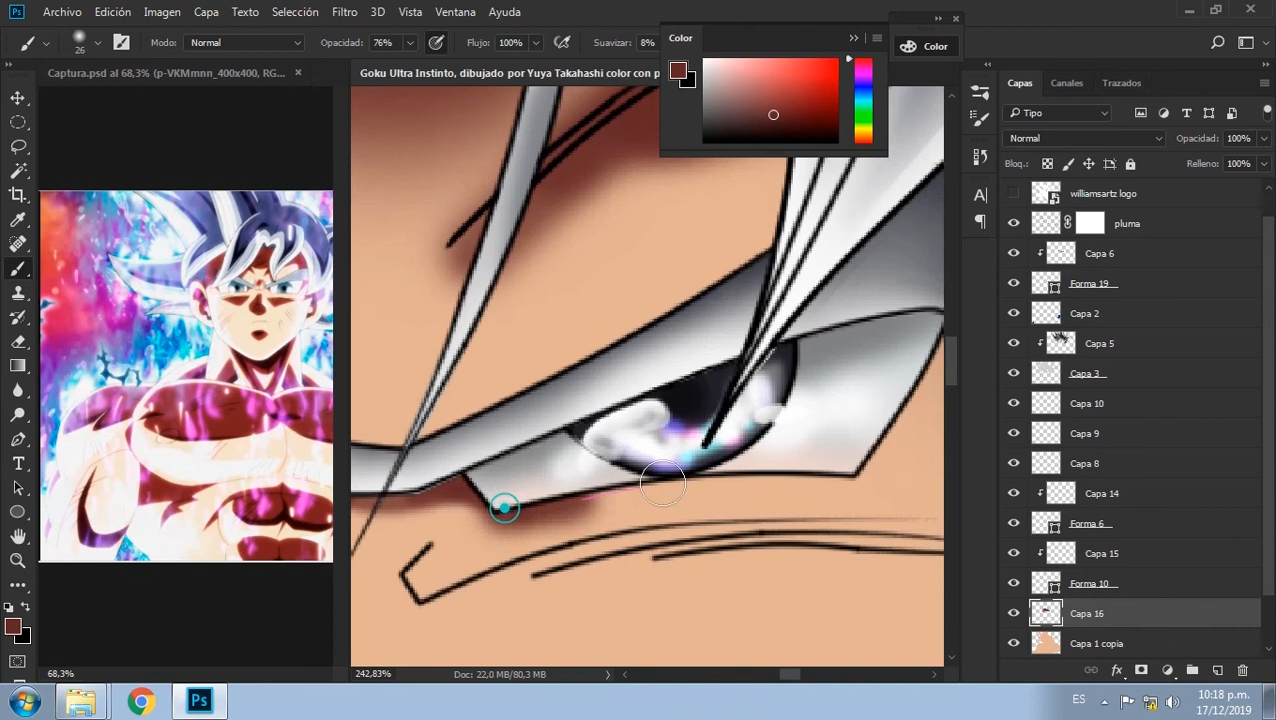 Ps Archivo Edición Imagen Capa Texto Selección Filtro 3D Vista Ventana Ayuda
26 Modo: Normal Opacidad: 76% Flujo: 100% Suavizar: 8%
Color
Color
Captura.psd al 68,3% (p-VKMmnn_400x400, RG...
Goku Ultra Instinto, dibujado por Yuya Takahashi color con p
Capas Canales Trazados
Tipo
Normal Opacidad: 100%
Bloq.: Relleno: 100%
williamsartz logo
pluma
Capa 6
Forma 19
Capa 2
Capa 5
Capa 3
Capa 10
Capa 9
Capa 8
Capa 14
Forma 6
Capa 15
Forma 10
Capa 16
Capa 1 copia
68,3%
242,83% Doc: 22,0 MB/80,3 MB
fx
Ps
ES
10:18 p.m.
17/12/2019